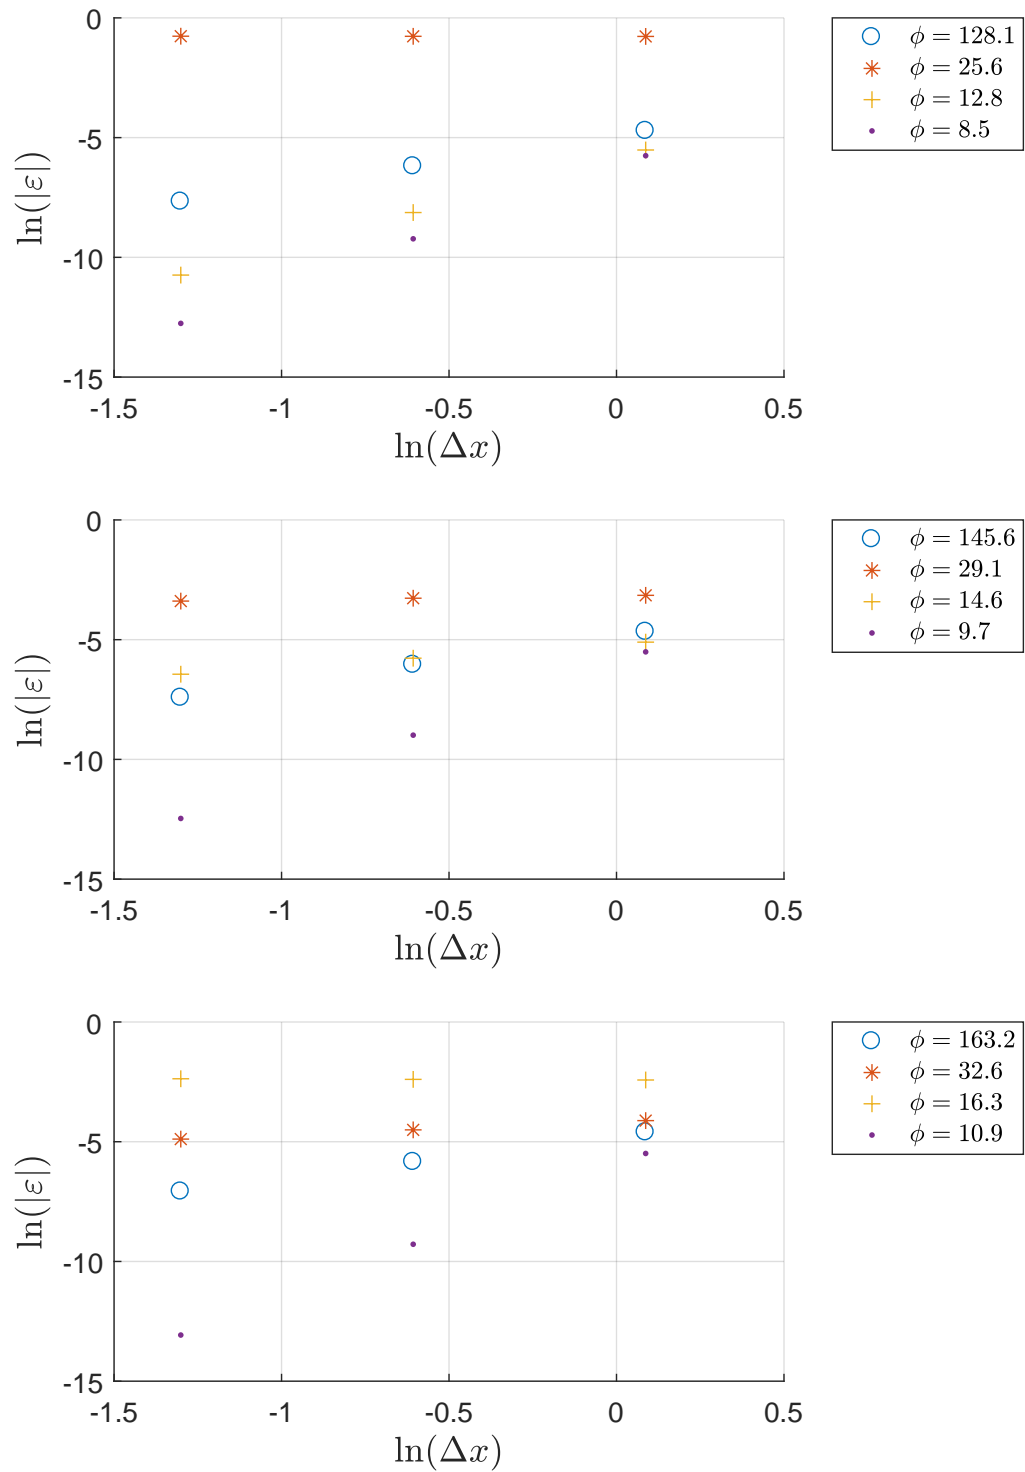 0
-5
-10
-15
-1.5 -1 -0.5 0 0.5
ln(|ε|)
ln(Δx)
ϕ = 128.1
ϕ = 25.6
ϕ = 12.8
ϕ = 8.5
0
-5
-10
-15
-1.5 -1 -0.5 0 0.5
ln(|ε|)
ln(Δx)
ϕ = 145.6
ϕ = 29.1
ϕ = 14.6
ϕ = 9.7
0
-5
-10
-15
-1.5 -1 -0.5 0 0.5
ln(|ε|)
ln(Δx)
ϕ = 163.2
ϕ = 32.6
ϕ = 16.3
ϕ = 10.9